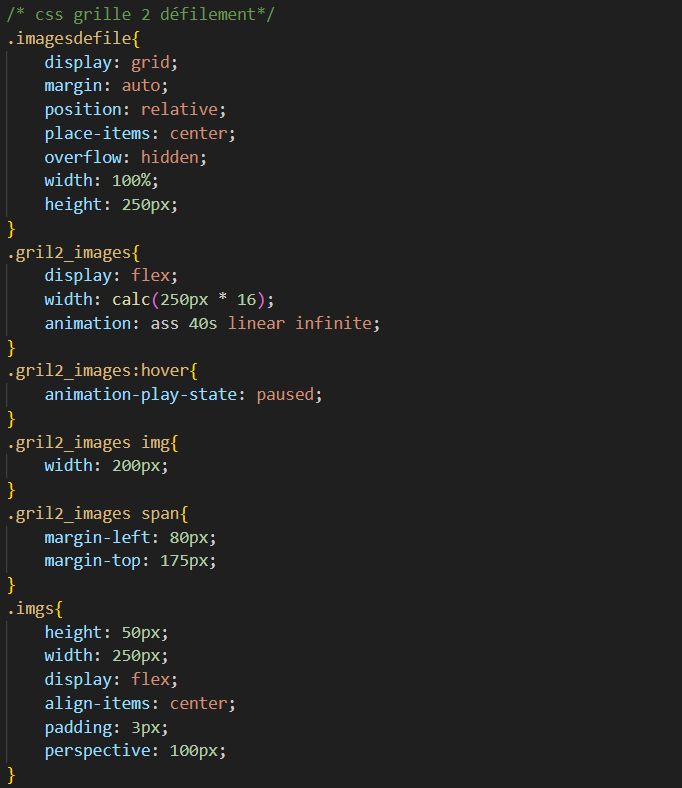 /* css grille 2 défilement*/
.imagesdefile{
    display: grid;
    margin: auto;
    position: relative;
    place-items: center;
    overflow: hidden;
    width: 100%;
    height: 250px;
}
.gril2_images{
    display: flex;
    width: calc(250px * 16);
    animation: ass 40s linear infinite;
}
.gril2_images:hover{
    animation-play-state: paused;
}
.gril2_images img{
    width: 200px;
}
.gril2_images span{
    margin-left: 80px;
    margin-top: 175px;
}
.imgs{
    height: 50px;
    width: 250px;
    display: flex;
    align-items: center;
    padding: 3px;
    perspective: 100px;
}